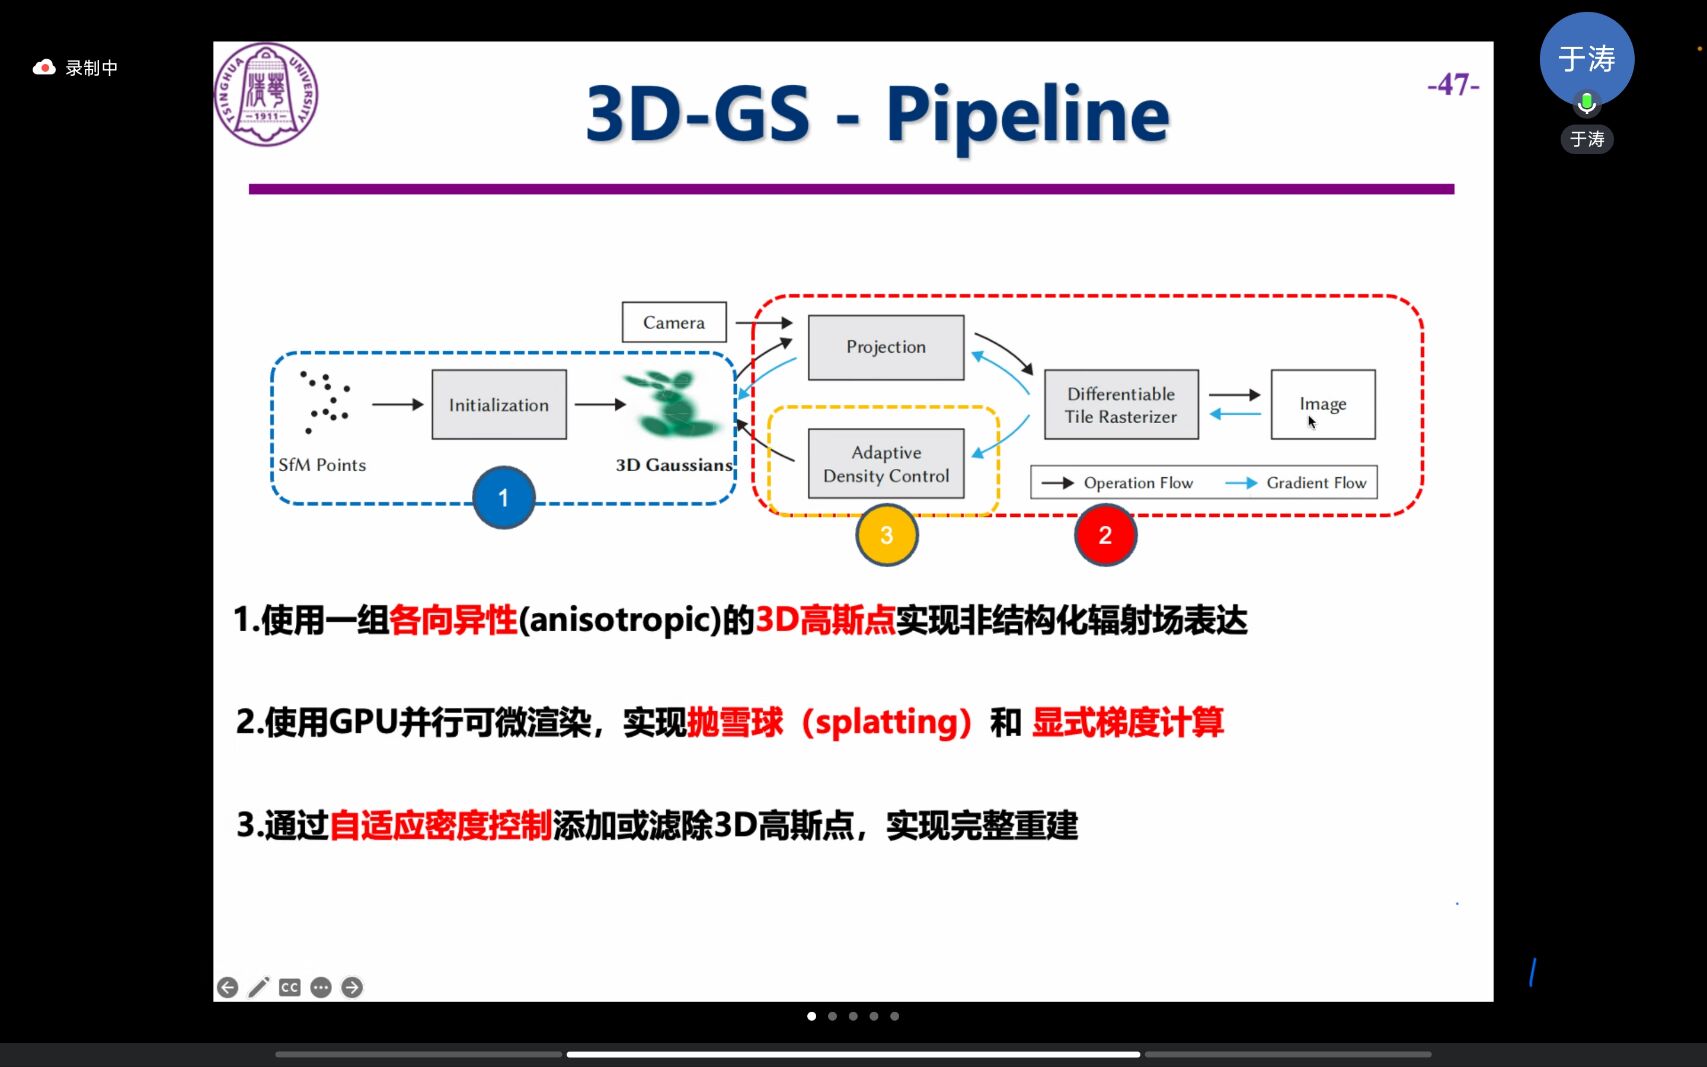 录制中
于涛
于涛
TSINGHUA UNIVERSITY
清華
-1911-
3D-GS - Pipeline
-47-
Camera
Projection
Initialization
Differentiable
Tile Rasterizer
Image
SfM Points
3D Gaussians
Adaptive
Density Control
Operation Flow
Gradient Flow
1
3
2
1.使用一组各向异性(anisotropic)的3D高斯点实现非结构化辐射场表达
2.使用GPU并行可微渲染，实现抛雪球（splatting）和 显式梯度计算
3.通过自适应密度控制添加或滤除3D高斯点，实现完整重建
CC